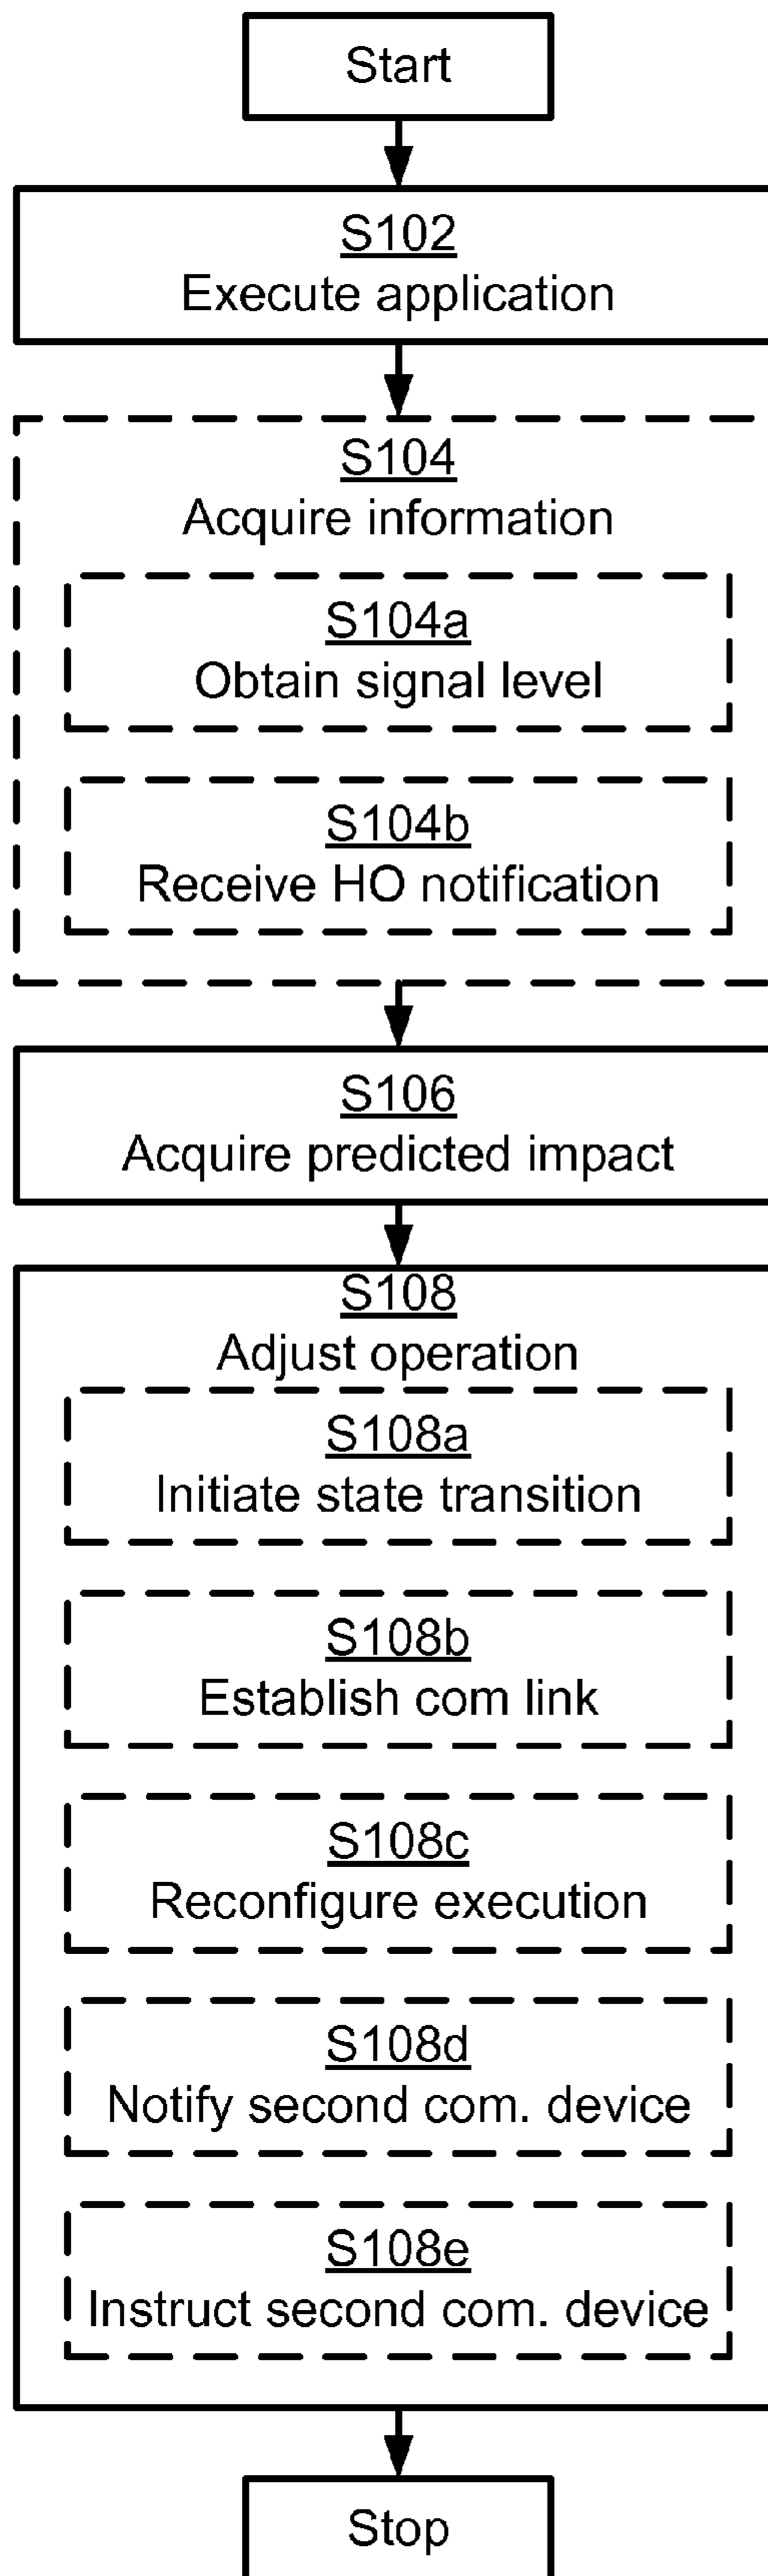 Start
S102
Execute application
S104
Acquire information
S104a
Obtain signal level
S104b
Receive HO notification
S106
Acquire predicted impact
S108
Adjust operation
S108a
Initiate state transition
S108b
Establish com link
S108c
Reconfigure execution
S108d
Notify second com. device
S108e
Instruct second com. device
Stop